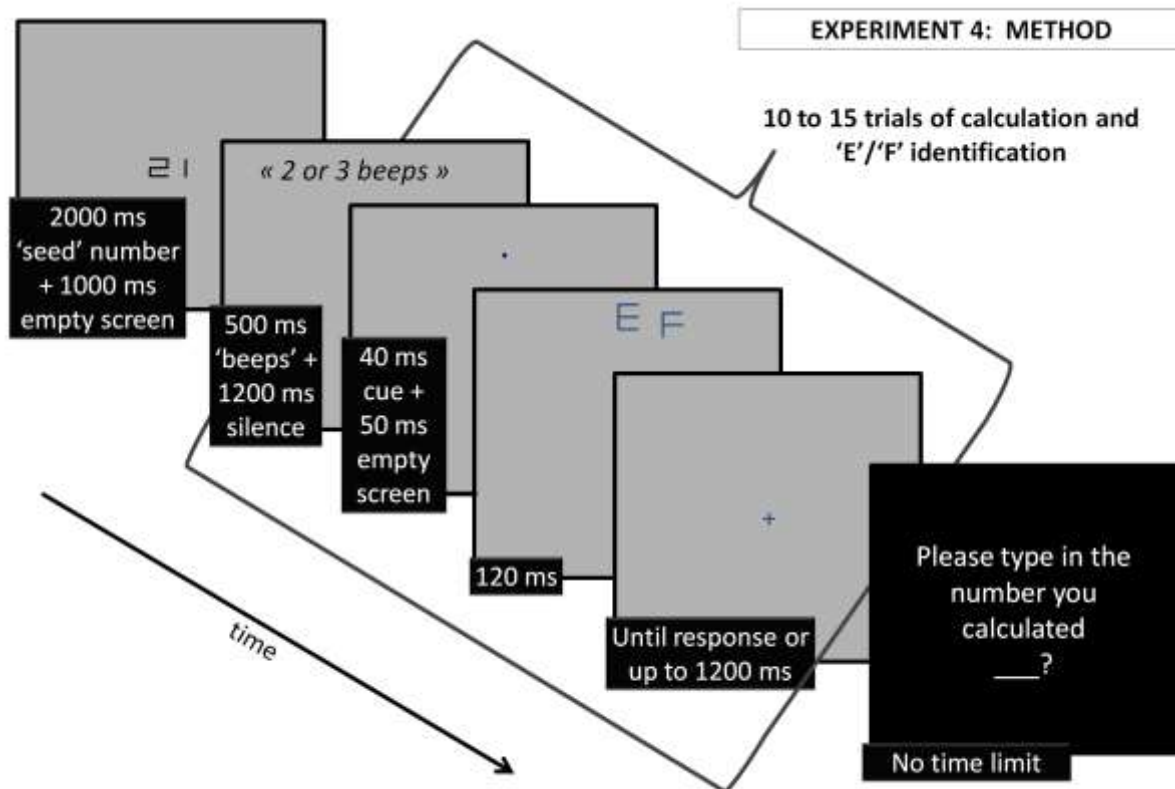 EXPERIMENT 4: METHOD
10 to 15 trials of calculation and
‘E’/‘F’ identification
21
« 2 or 3 beeps »
2000 ms
‘seed’ number
+ 1000 ms
empty screen
500 ms
‘beeps’ +
1200 ms
silence
40 ms
cue +
50 ms
empty
screen
E F
120 ms
+
Until response or
up to 1200 ms
Please type in the
number you
calculated
___?
No time limit
time